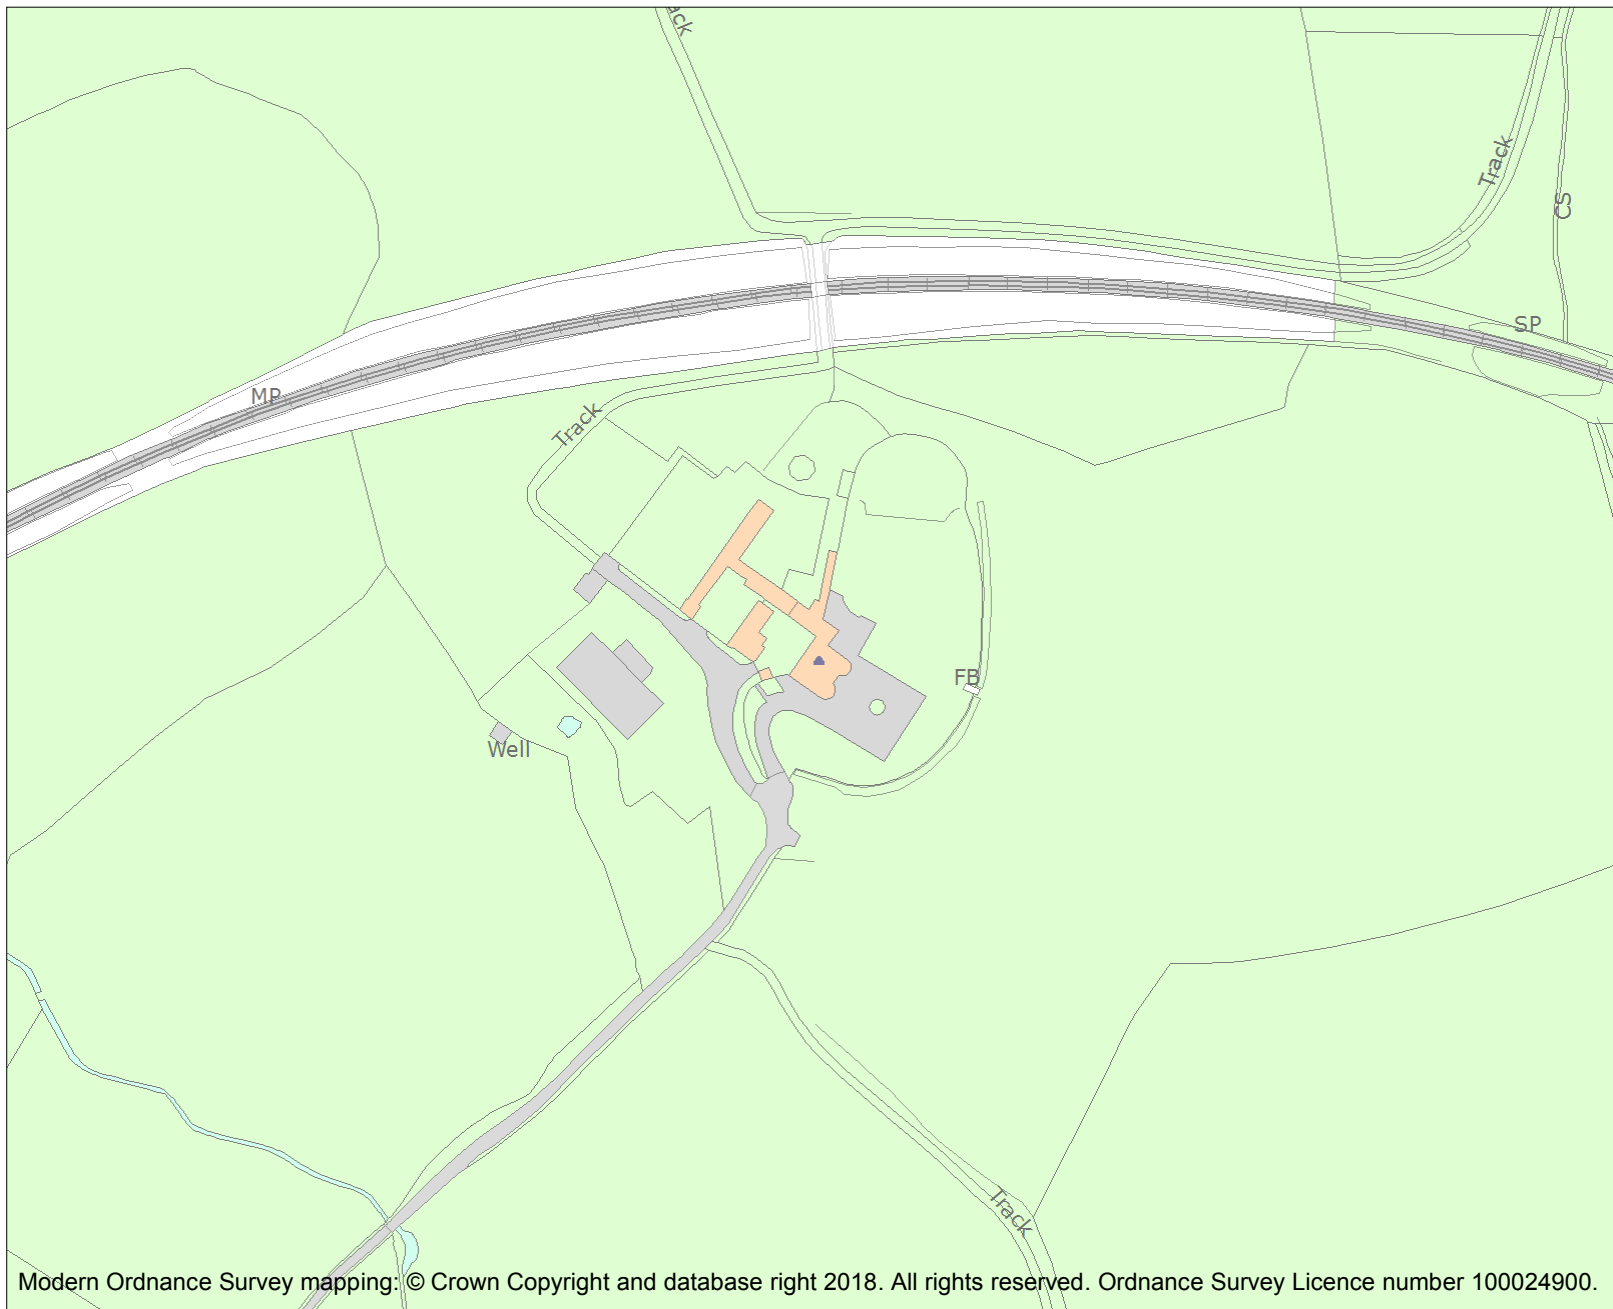 ack
Track
CS
SP
MP
Track
FB
Well
Track
Modern Ordnance Survey mapping: © Crown Copyright and database right 2018. All rights reserved. Ordnance Survey Licence number 100024900.